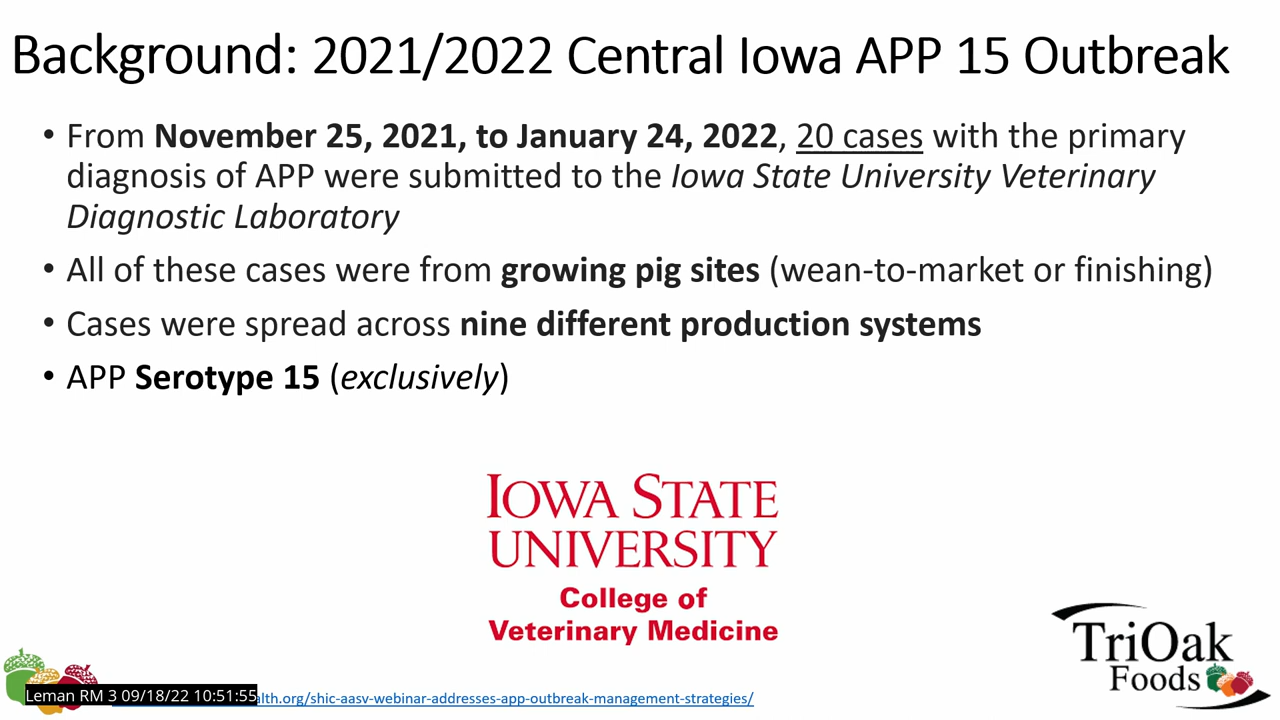 Background: 2021/2022 Central Iowa APP 15 Outbreak
• From November 25, 2021, to January 24, 2022, 20 cases with the primary
diagnosis of APP were submitted to the Iowa State University Veterinary
Diagnostic Laboratory
• All of these cases were from growing pig sites (wean-to-market or finishing)
• Cases were spread across nine different production systems
• APP Serotype 15 (exclusively)
IOWA STATE
UNIVERSITY
College of
Veterinary Medicine
TriOak
Foods
Leman RM 3 09/18/22 10:51:55
alth.org/shic-aasv-webinar-addresses-app-outbreak-management-strategies/